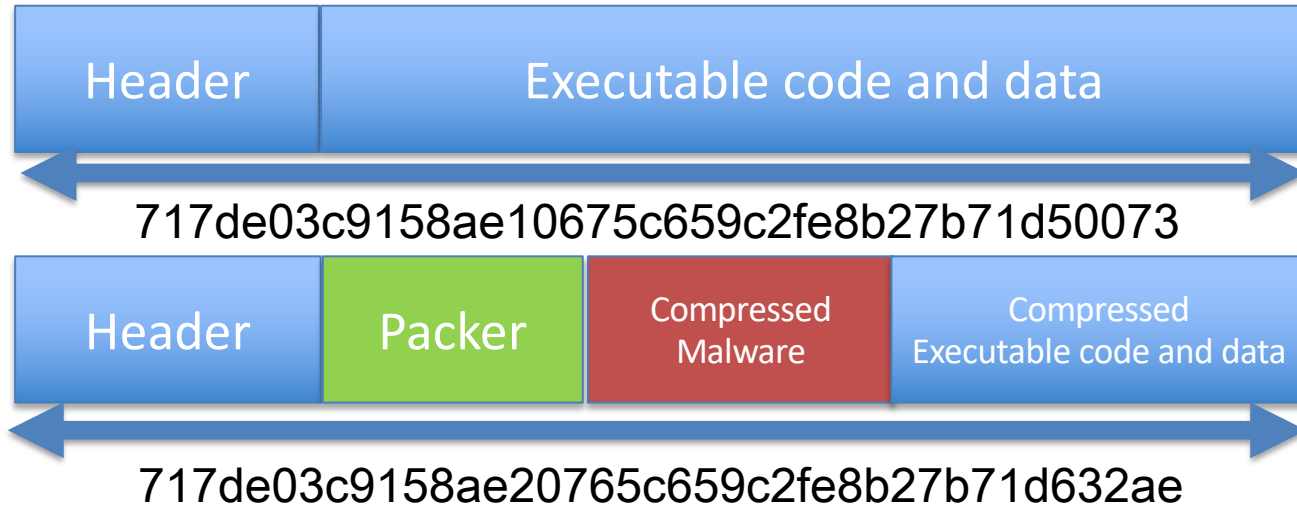 Header
Executable code and data
717de03c9158ae10675c659c2fe8b27b71d50073
Header
Packer
Compressed
Malware
Compressed
Executable code and data
717de03c9158ae20765c659c2fe8b27b71d632ae